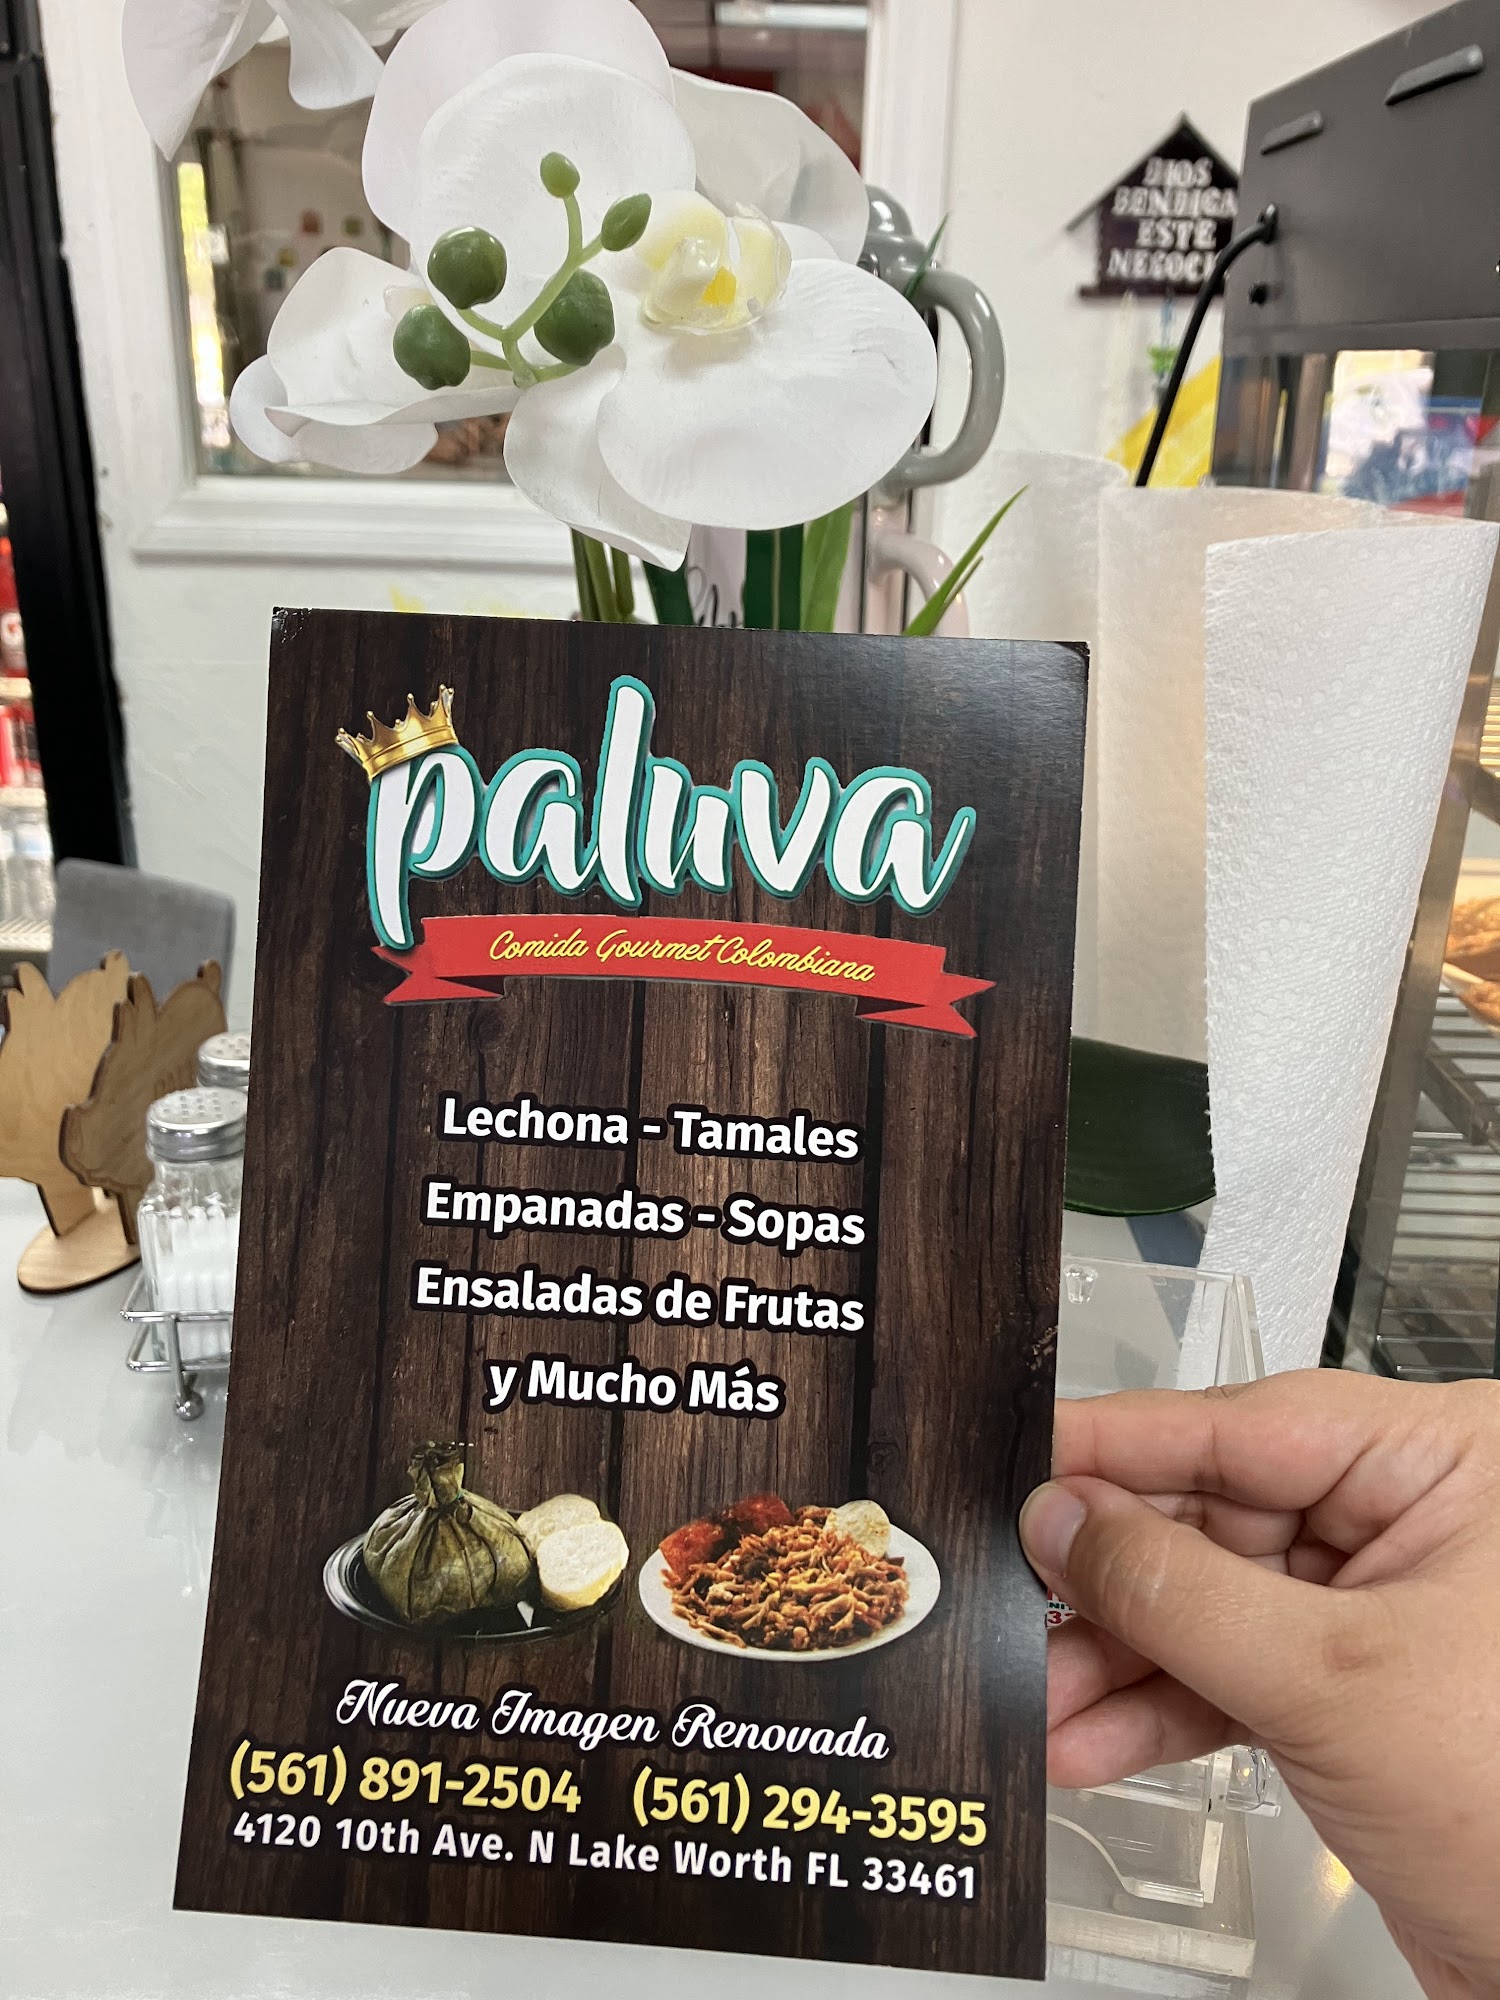 DIOS
BENDIGA
ESTE
NEGOCIO
paluva
Comida Gourmet Colombiana
Lechona - Tamales
Empanadas - Sopas
Ensaladas de Frutas
y Mucho Más
Nueva Imagen Renovada
(561) 891-2504 (561) 294-3595
4120 10th Ave. N Lake Worth FL 33461